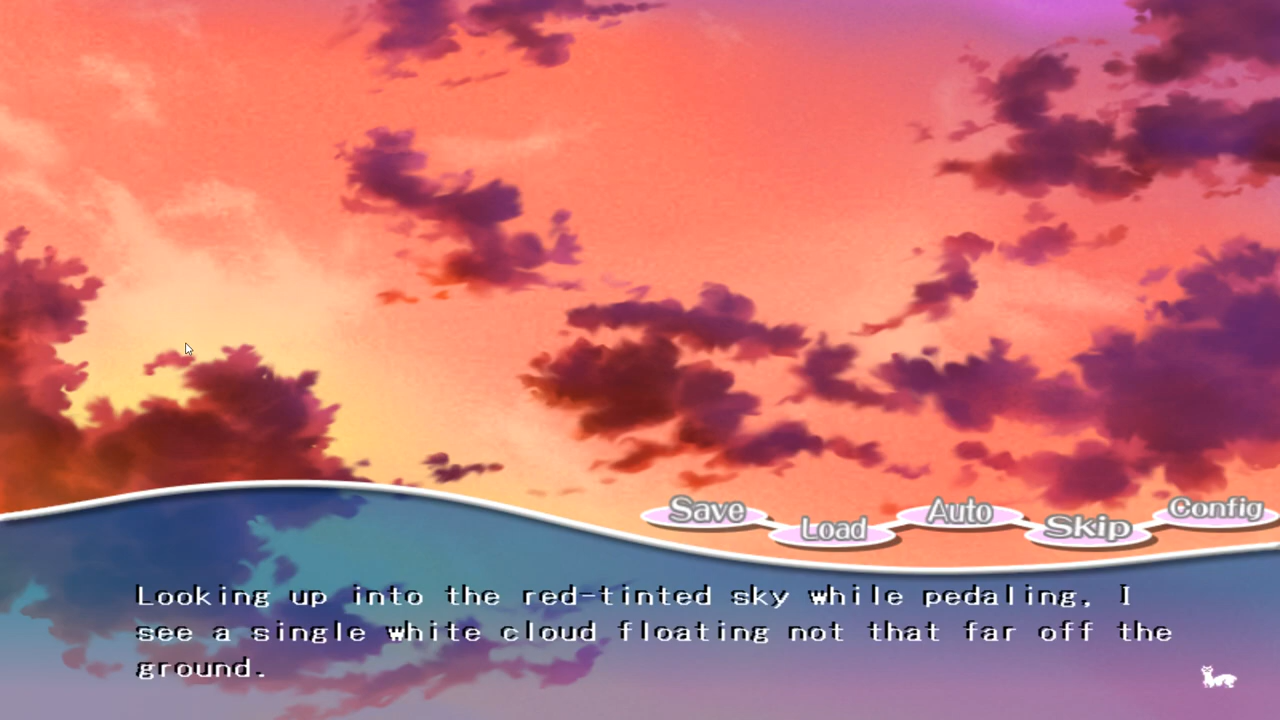 Save
Load
Auto
Skip
Config
Looking up into the red-tinted sky while pedaling, I
see a single white cloud floating not that far off the
ground.